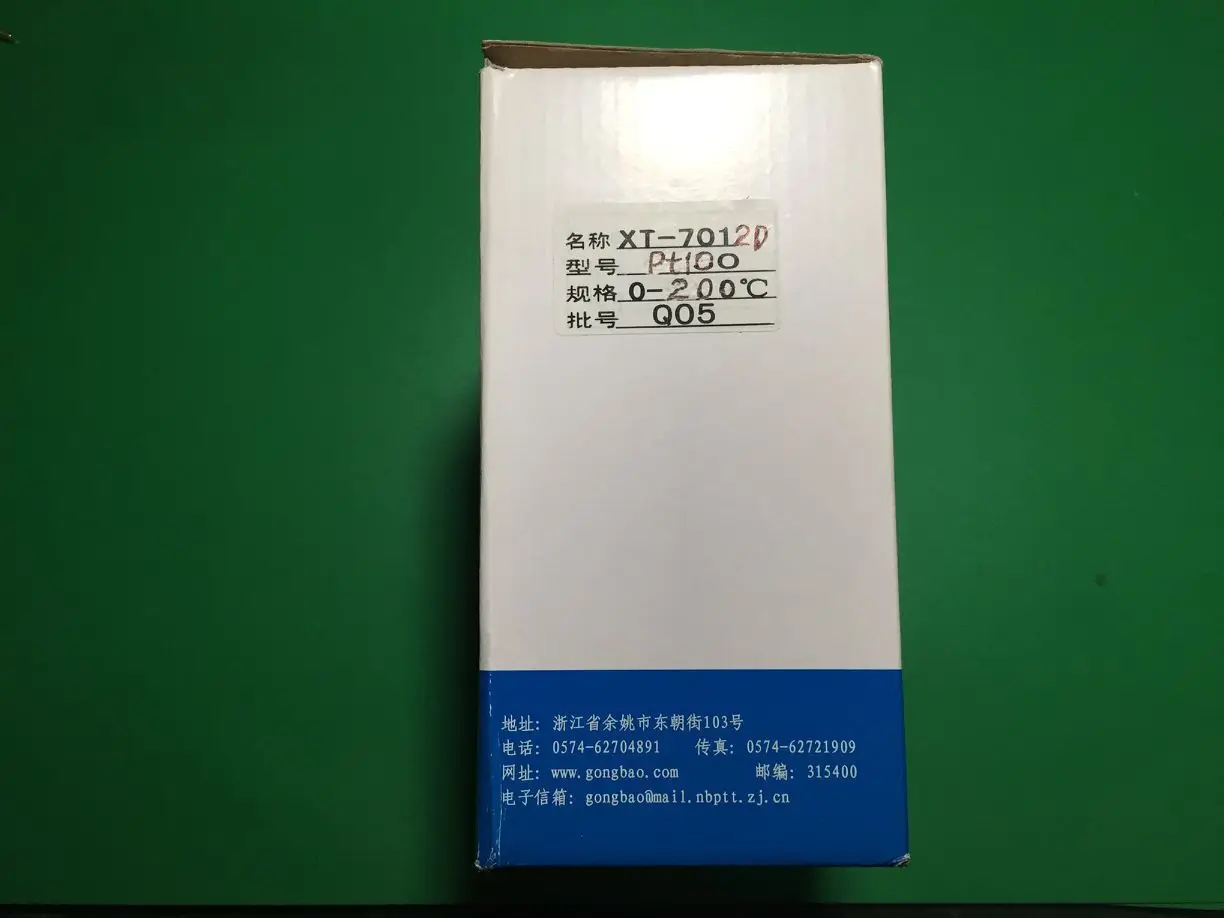 名称 XT-7012D
型号 Pt100
规格 0-200℃
批号 Q05
地址: 浙江省余姚市东朝街103号
电话: 0574-62704891 传真: 0574-62721909
网址: www.gongbao.com 邮编: 315400
电子信箱: gongbao@mail.nbptt.zj.cn